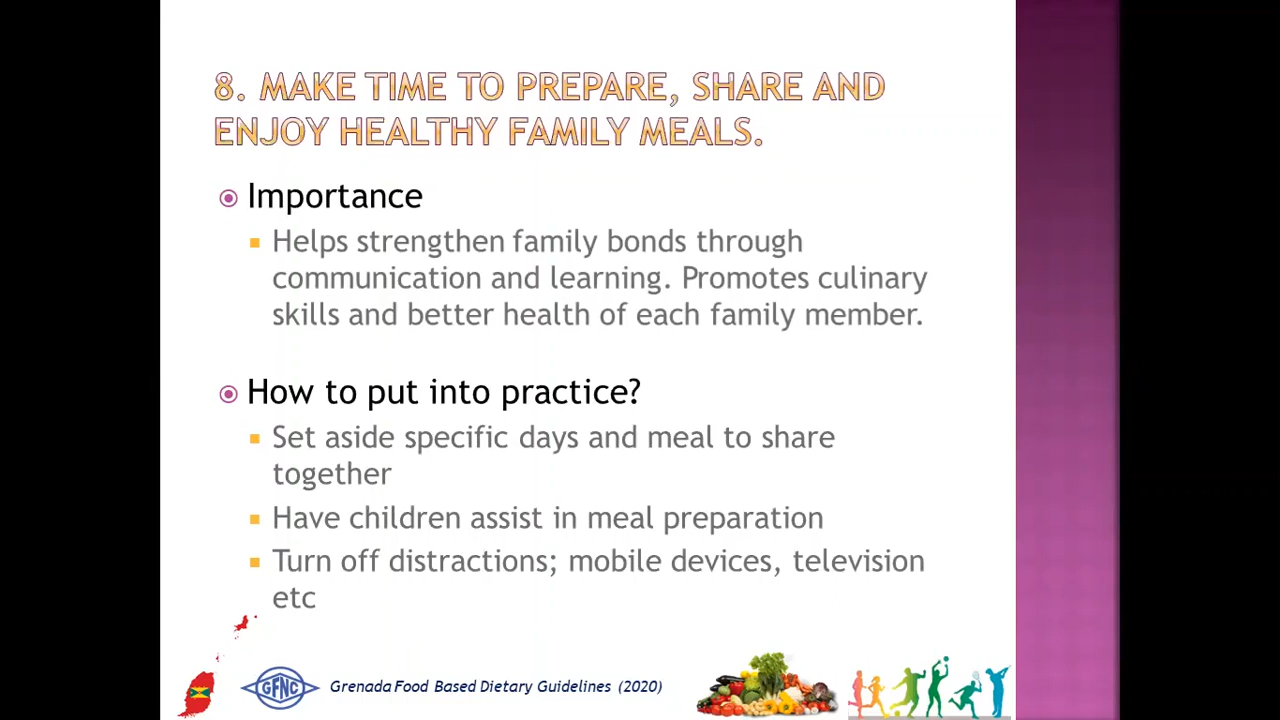 8. MAKE TIME TO PREPARE, SHARE AND
ENJOY HEALTHY FAMILY MEALS.
Importance
Helps strengthen family bonds through
communication and learning. Promotes culinary
skills and better health of each family member.
How to put into practice?
Set aside specific days and meal to share
together
Have children assist in meal preparation
Turn off distractions; mobile devices, television
etc
GFNC
Grenada Food Based Dietary Guidelines (2020)